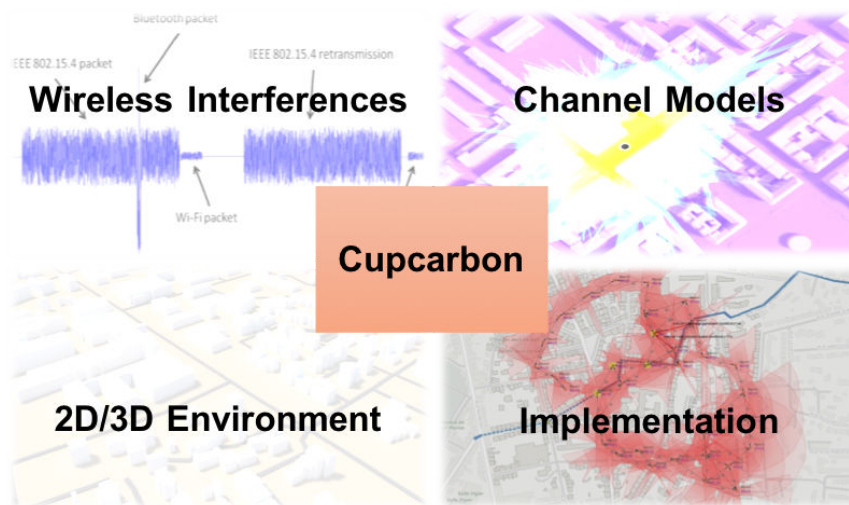 Bluetooth packet
IEEE 802.15.4 packet
IEEE 802.15.4 retransmission
Wireless Interferences
Channel Models
Wi-Fi packet
Cupcarbon
2D/3D Environment
Implementation